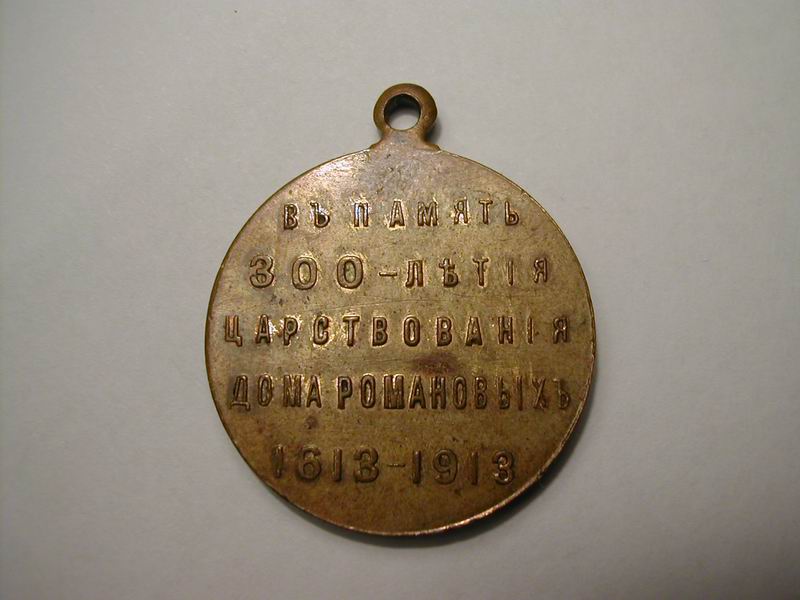 ВЪ ПАМЯТЬ
300-ЛѢТІЯ
ЦАРСТВОВАНІЯ
ДОМА РОМАНОВЫХЪ
1613-1913